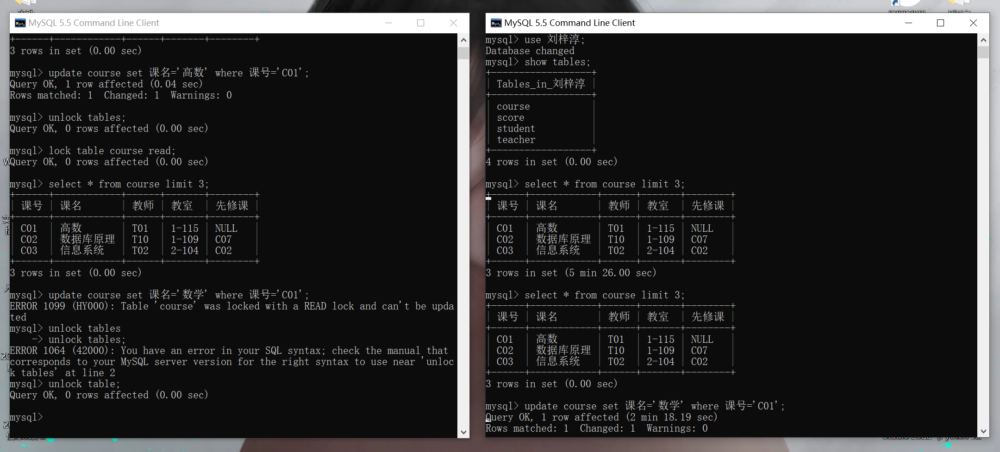 MySQL 5.5 Command Line Client
+------+------------+------+-------+--------+
3 rows in set (0.00 sec)
mysql> update course set 课名='高数' where 课号='C01';
Query OK, 1 row affected (0.04 sec)
Rows matched: 1  Changed: 1  Warnings: 0
mysql> unlock tables;
Query OK, 0 rows affected (0.00 sec)
mysql> lock table course read;
Query OK, 0 rows affected (0.00 sec)
mysql> select * from course limit 3;
+------+------------+------+-------+--------+
| 课号 | 课名       | 教师 | 教室  | 先修课 |
+------+------------+------+-------+--------+
| C01  | 高数       | T01  | 1-115 | NULL   |
| C02  | 数据库原理 | T10  | 1-109 | C07    |
| C03  | 信息系统   | T02  | 2-104 | C02    |
+------+------------+------+-------+--------+
3 rows in set (0.00 sec)
mysql> update course set 课名='数学' where 课号='C01';
ERROR 1099 (HY000): Table 'course' was locked with a READ lock and can't be upda
ted
mysql> unlock tables
    -> unlock tables;
ERROR 1064 (42000): You have an error in your SQL syntax; check the manual that
corresponds to your MySQL server version for the right syntax to use near 'unloc
k tables' at line 2
mysql> unlock table;
Query OK, 0 rows affected (0.00 sec)
mysql>
MySQL 5.5 Command Line Client
mysql> use 刘梓淳;
Database changed
mysql> show tables;
+------------------+
| Tables_in_刘梓淳 |
+------------------+
| course           |
| score            |
| student          |
| teacher          |
+------------------+
4 rows in set (0.00 sec)
mysql> select * from course limit 3;
+------+------------+------+-------+--------+
| 课号 | 课名       | 教师 | 教室  | 先修课 |
+------+------------+------+-------+--------+
| C01  | 高数       | T01  | 1-115 | NULL   |
| C02  | 数据库原理 | T10  | 1-109 | C07    |
| C03  | 信息系统   | T02  | 2-104 | C02    |
+------+------------+------+-------+--------+
3 rows in set (5 min 26.00 sec)
mysql> select * from course limit 3;
+------+------------+------+-------+--------+
| 课号 | 课名       | 教师 | 教室  | 先修课 |
+------+------------+------+-------+--------+
| C01  | 高数       | T01  | 1-115 | NULL   |
| C02  | 数据库原理 | T10  | 1-109 | C07    |
| C03  | 信息系统   | T02  | 2-104 | C02    |
+------+------------+------+-------+--------+
3 rows in set (0.00 sec)
mysql> update course set 课名='数学' where 课号='C01';
Query OK, 1 row affected (2 min 18.19 sec)
Rows matched: 1  Changed: 1  Warnings: 0